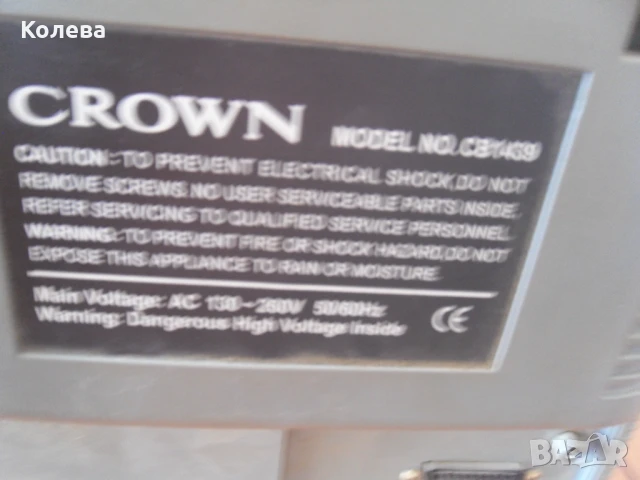 Колева
CROWN
MODEL NO.
CAUTION:-TO PREVENT ELECTRICAL SHOCK,DO NOT
REMOVE SCREWS. NO USER SERVICEABLE PARTS INSIDE.
REFER SERVICING TO QUALIFIED SERVICE PERSONNEL.
WARNING:-TO PREVENT FIRE OR SHOCK HAZARD,DO NOT
EXPOSE THIS APPLIANCE TO RAIN OR MOISTURE.
Main Voltage: AC 130~260V 50/60Hz
Warning: Dangerous High Voltage Inside
CE
BAZAR